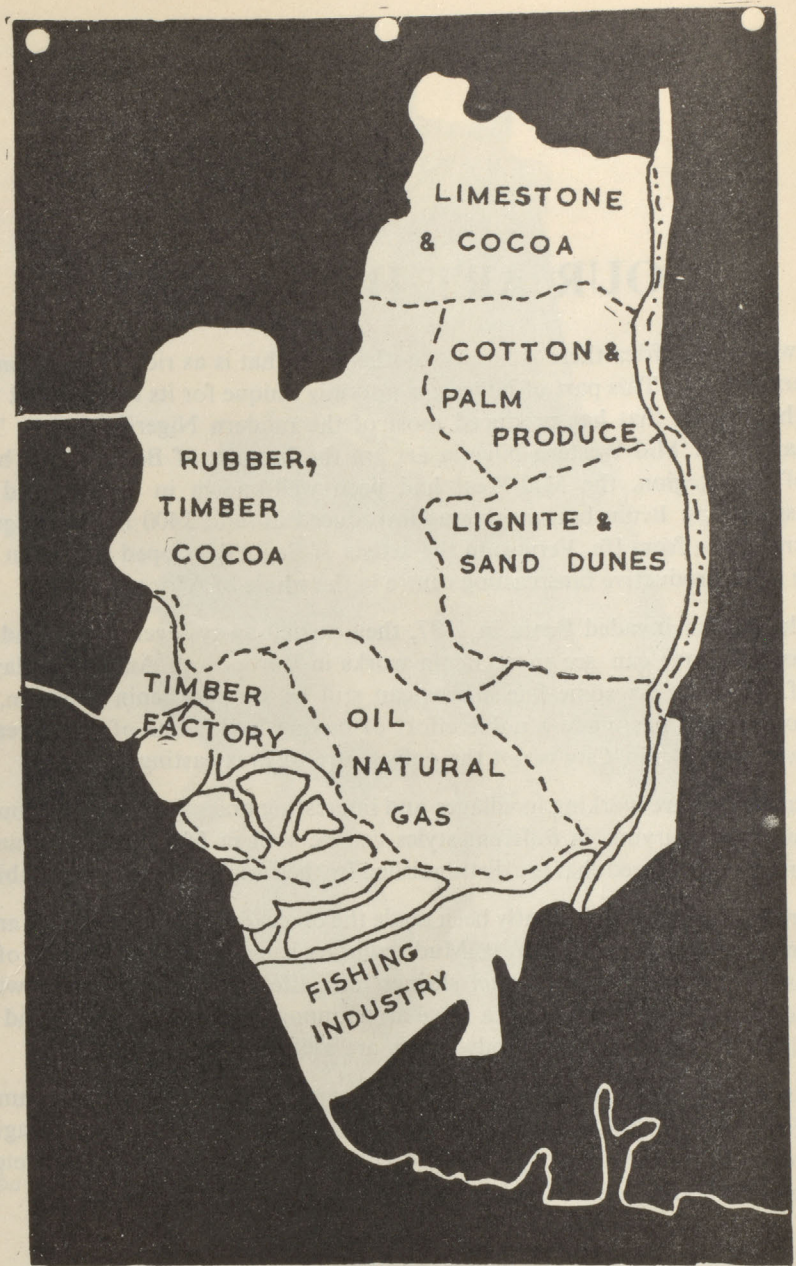 LIMESTONE
& COCOA
COTTON &
PALM
PRODUCE
RUBBER,
TIMBER
COCOA
LIGNITE &
SAND DUNES
TIMBER
FACTORY
OIL
NATURAL
GAS
FISHING
INDUSTRY